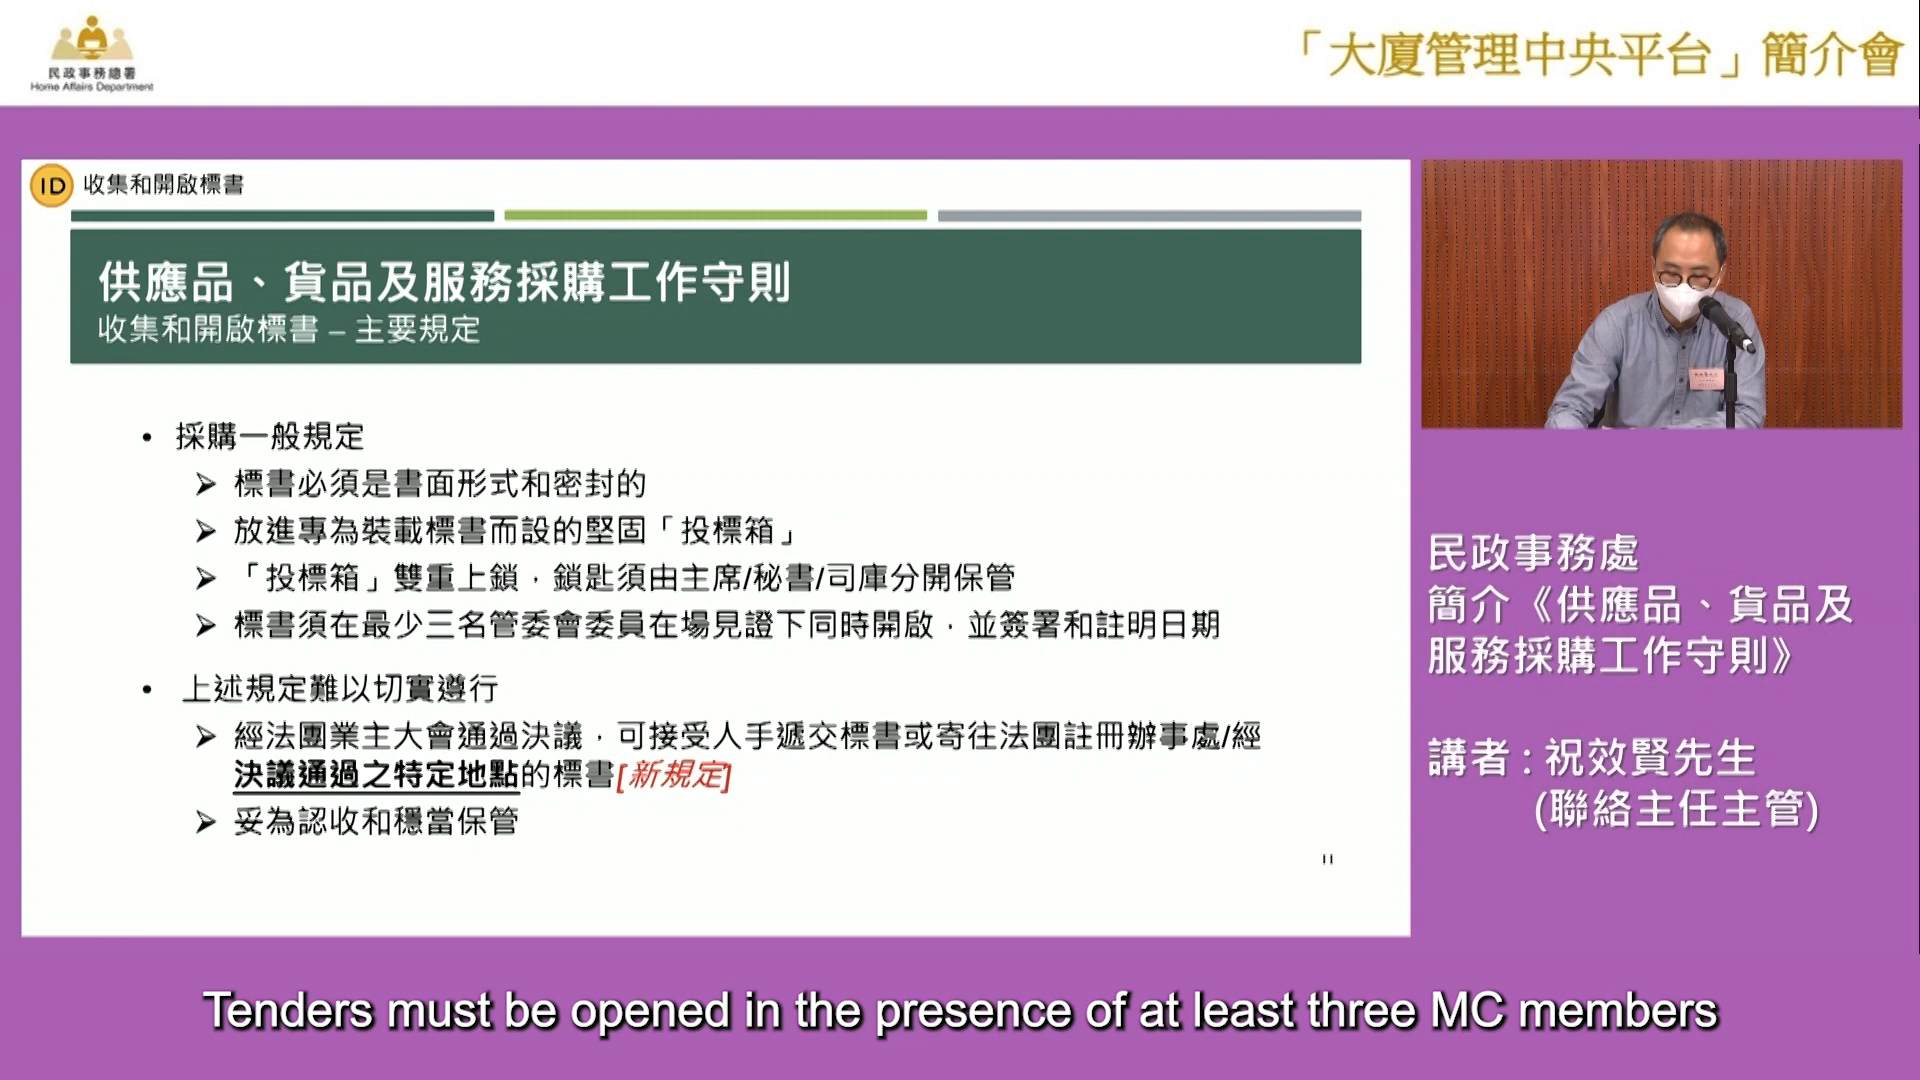 民政事務總署
Home Affairs Department
「大廈管理中央平台」簡介會
ID 收集和開啟標書
供應品、貨品及服務採購工作守則
收集和開啟標書 – 主要規定
• 採購一般規定
➢ 標書必須是書面形式和密封的
➢ 放進專為裝載標書而設的堅固「投標箱」
➢ 「投標箱」雙重上鎖，鎖匙須由主席/秘書/司庫分開保管
➢ 標書須在最少三名管委會委員在場見證下同時開啟，並簽署和註明日期
• 上述規定難以切實遵行
➢ 經法團業主大會通過決議，可接受人手遞交標書或寄往法團註冊辦事處/經
決議通過之特定地點的標書[新規定]
➢ 妥為認收和穩當保管
11
民政事務處
簡介《供應品、貨品及
服務採購工作守則》
講者 : 祝效賢先生
(聯絡主任主管)
Tenders must be opened in the presence of at least three MC members